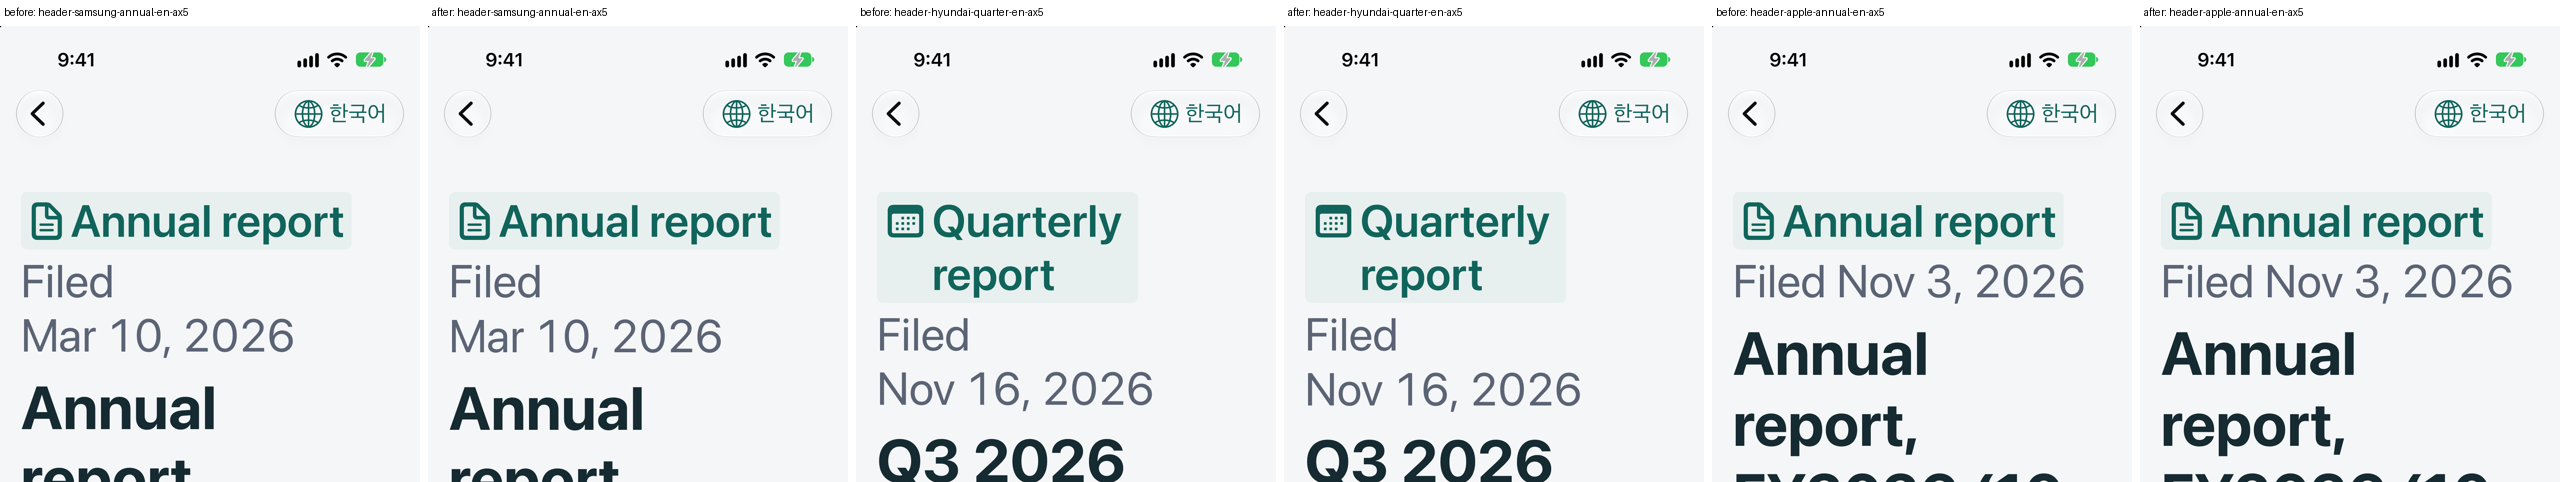 before: header-samsung-annual-en-ax5
9:41
한국어
Annual report
Filed
Mar 10, 2026
Annual
report
after: header-samsung-annual-en-ax5
9:41
한국어
Annual report
Filed
Mar 10, 2026
Annual
report
before: header-hyundai-quarter-en-ax5
9:41
한국어
Quarterly
report
Filed
Nov 16, 2026
Q3 2026
after: header-hyundai-quarter-en-ax5
9:41
한국어
Quarterly
report
Filed
Nov 16, 2026
Q3 2026
before: header-apple-annual-en-ax5
9:41
한국어
Annual report
Filed Nov 3, 2026
Annual
report,
after: header-apple-annual-en-ax5
9:41
한국어
Annual report
Filed Nov 3, 2026
Annual
report,